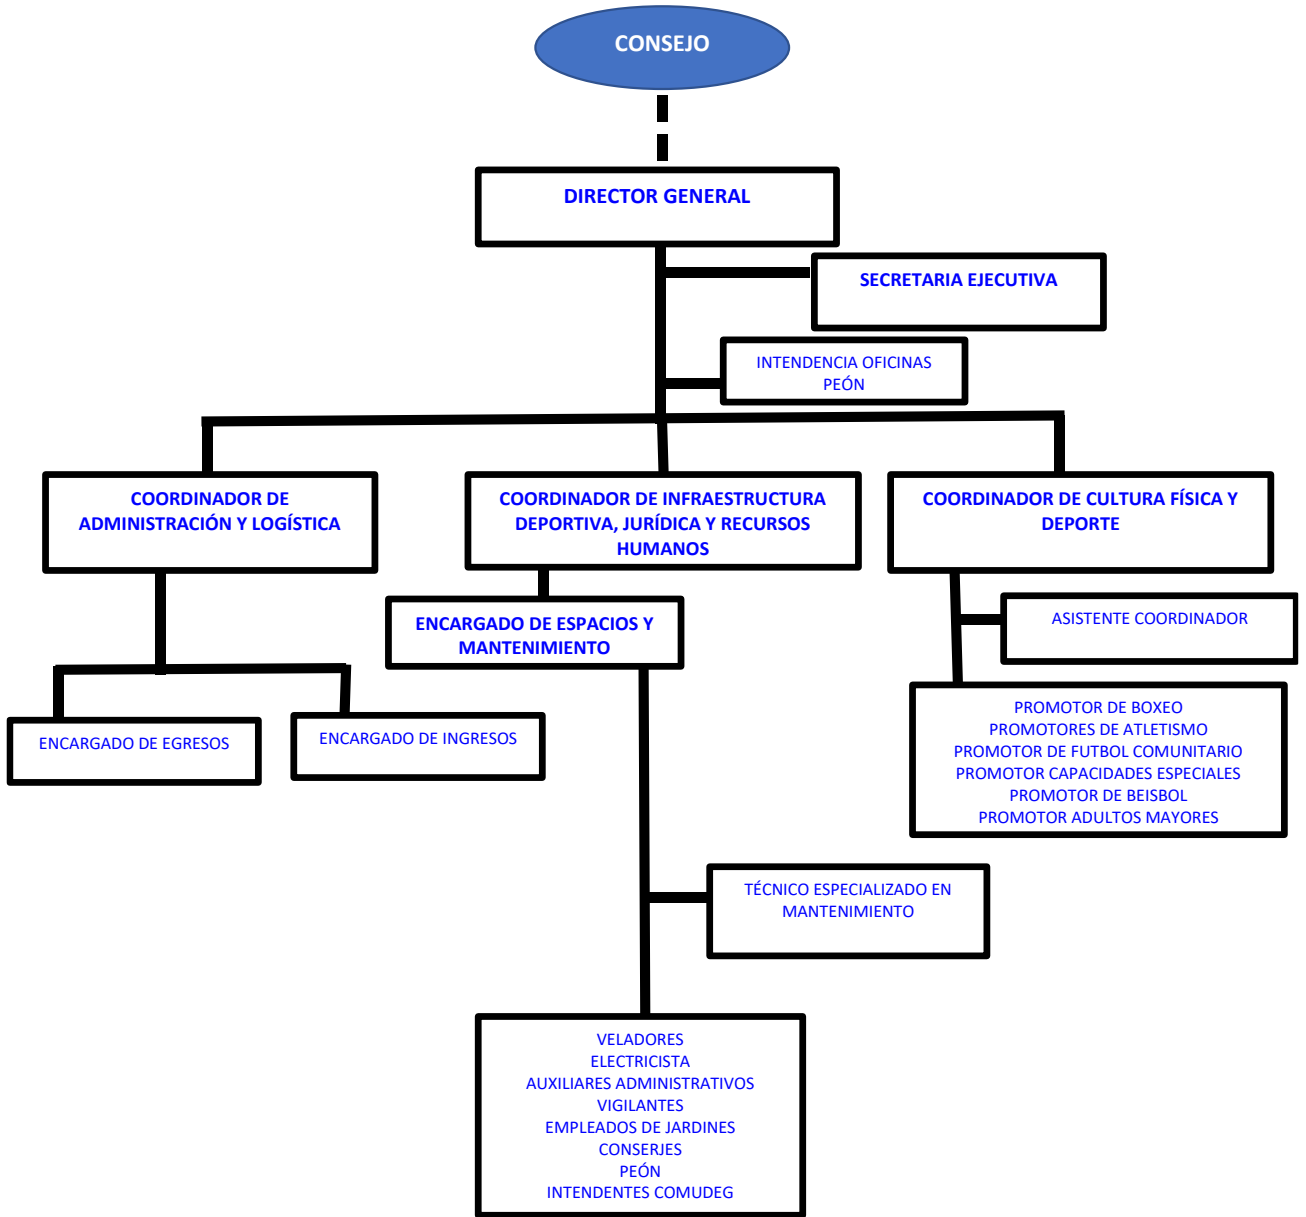 CONSEJO
DIRECTOR GENERAL
SECRETARIA EJECUTIVA
INTENDENCIA OFICINAS
PEÓN
COORDINADOR DE
ADMINISTRACIÓN Y LOGÍSTICA
COORDINADOR DE INFRAESTRUCTURA
DEPORTIVA, JURÍDICA Y RECURSOS
HUMANOS
COORDINADOR DE CULTURA FÍSICA Y
DEPORTE
ENCARGADO DE ESPACIOS Y
MANTENIMIENTO
ASISTENTE COORDINADOR
ENCARGADO DE EGRESOS
ENCARGADO DE INGRESOS
PROMOTOR DE BOXEO
PROMOTORES DE ATLETISMO
PROMOTOR DE FUTBOL COMUNITARIO
PROMOTOR CAPACIDADES ESPECIALES
PROMOTOR DE BEISBOL
PROMOTOR ADULTOS MAYORES
TÉCNICO ESPECIALIZADO EN
MANTENIMIENTO
VELADORES
ELECTRICISTA
AUXILIARES ADMINISTRATIVOS
VIGILANTES
EMPLEADOS DE JARDINES
CONSERJES
PEÓN
INTENDENTES COMUDEG